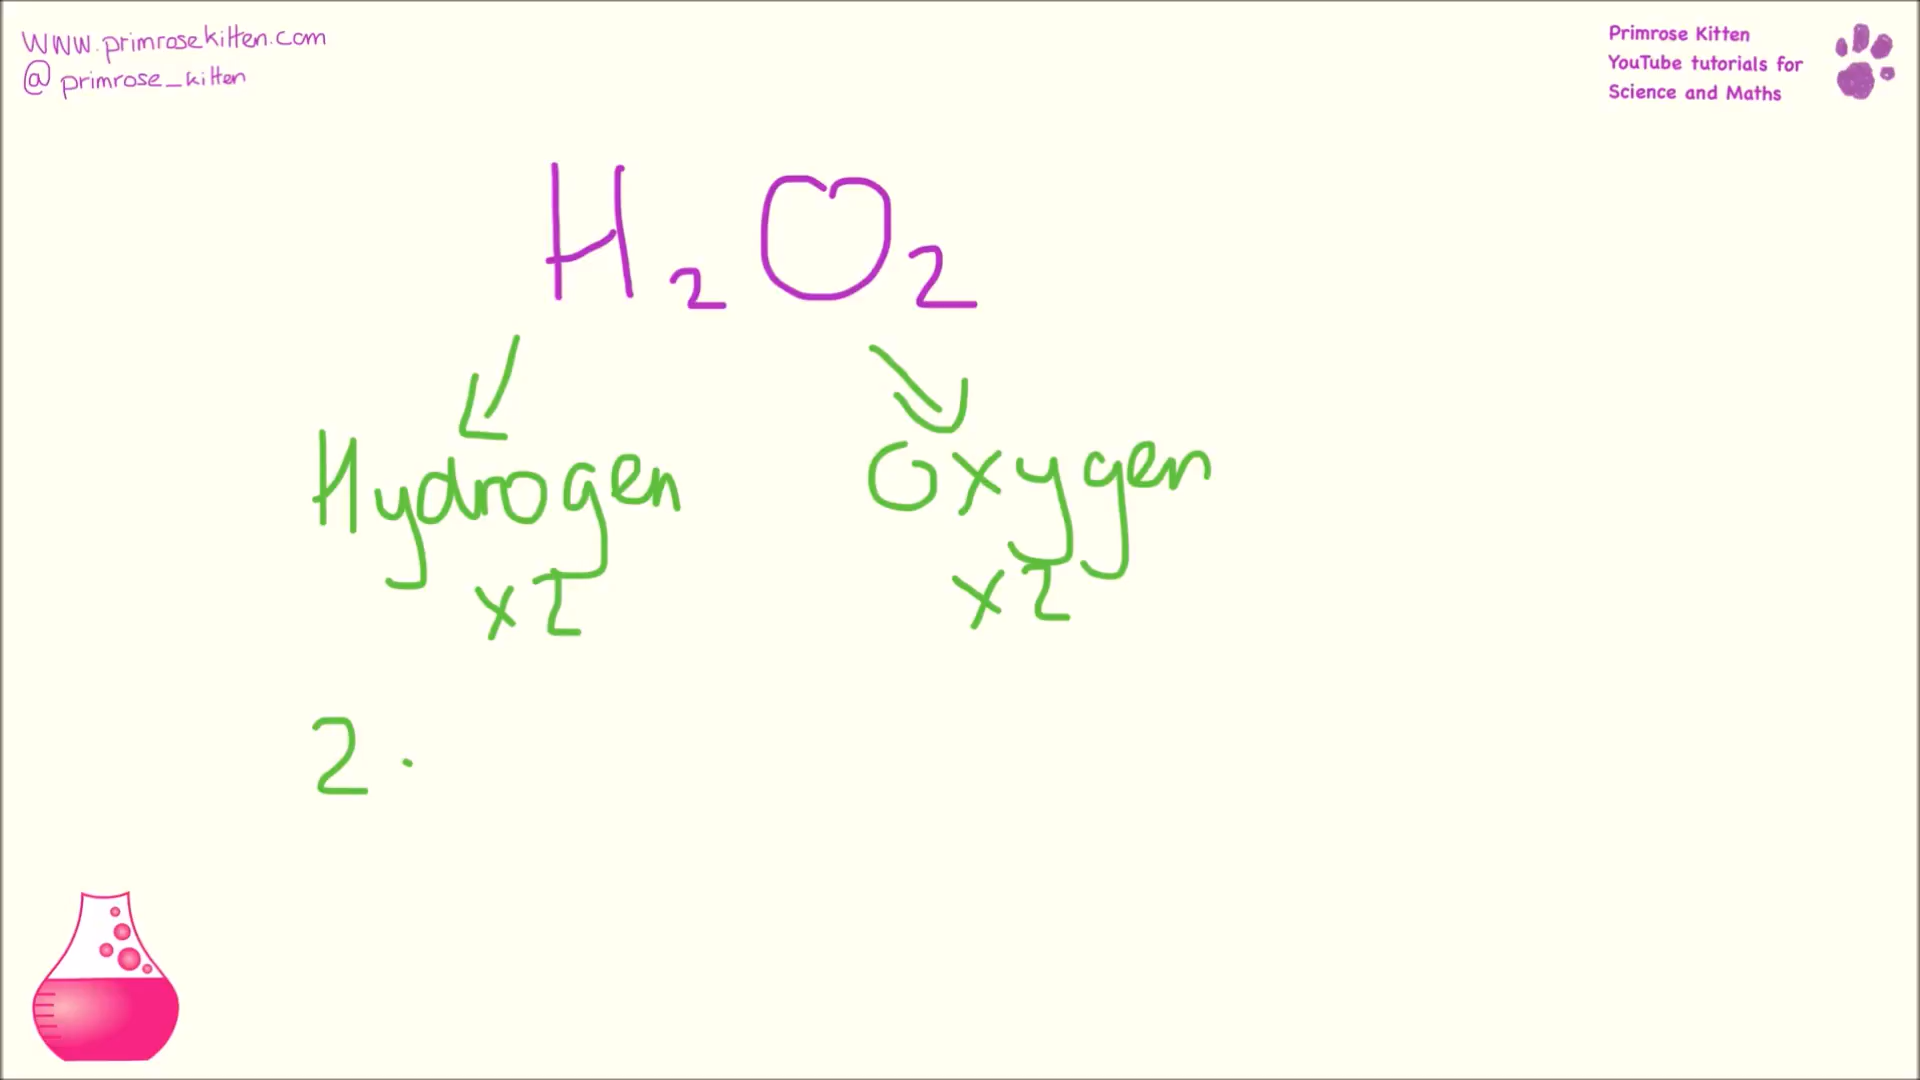 www.primrosekitten.com
@primrose_kitten
Primrose Kitten
YouTube tutorials for
Science and Maths
H₂O₂
Hydrogen Oxygen
x2 x2
2 ·